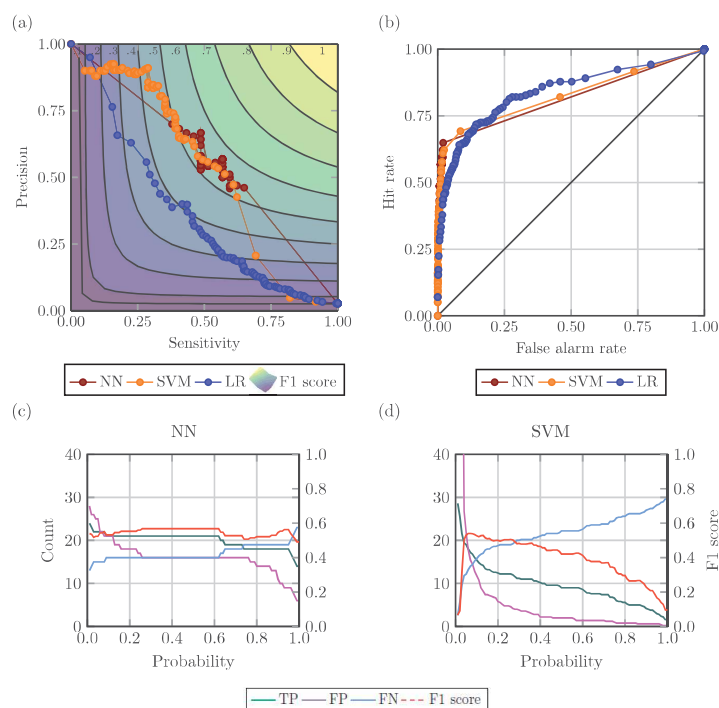 (a)
(b)
1.00
0.75
0.50
0.25
0.00
Precision
.1 .2 .3 .4 .5 .6 .7 .8 .9 1
0.00 0.25 0.50 0.75 1.00
Sensitivity
NN SVM LR F1 score
1.00
0.75
0.50
0.25
0.00
Hit rate
0.00 0.25 0.50 0.75 1.00
False alarm rate
NN SVM LR
(c)
(d)
NN
40
30
20
10
0
Count
1.0
0.8
0.6
0.4
0.2
0.0
0.0 0.2 0.4 0.6 0.8 1.0
Probability
SVM
40
30
20
10
0
1.0
0.8
0.6
0.4
0.2
0.0
F1 score
0.0 0.2 0.4 0.6 0.8 1.0
Probability
TP FP FN F1 score